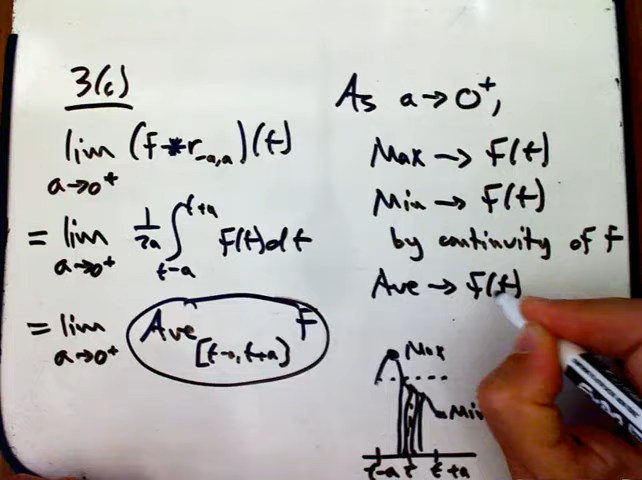 3(c)
lim (f*r_{-a,a})(t)
a→0⁺
= lim 1/2a ∫_{t-a}^{t+a} f(t)dt
a→0⁺
= lim Ave_{[t-a,t+a]} f
a→0⁺
As a→0⁺,
Max → f(t)
Min → f(t)
by continuity of f
Ave → f(t)
Max
Min
t-a t t+a